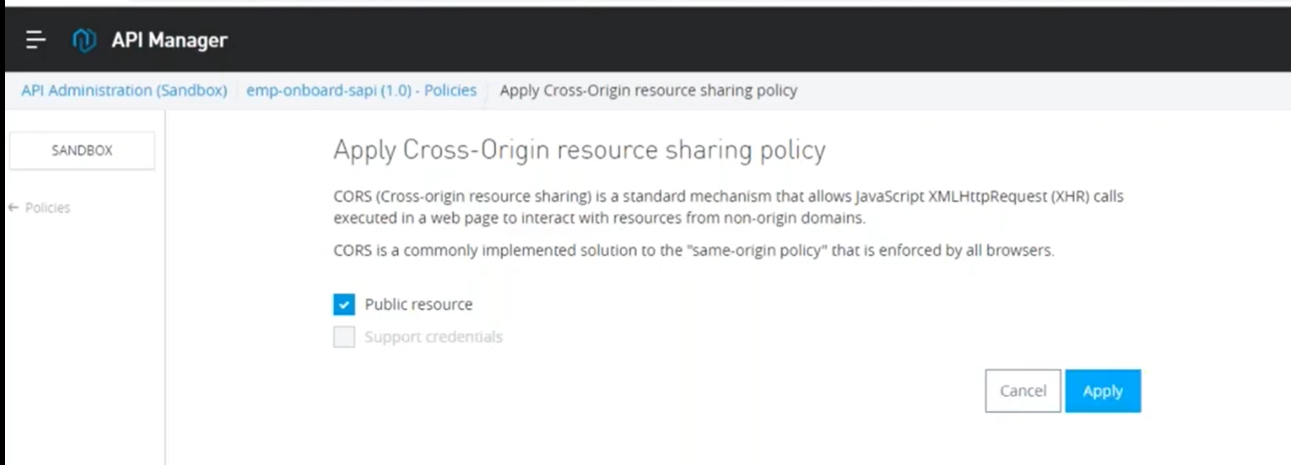 API Manager
API Administration (Sandbox) emp-onboard-sapi (1.0) - Policies Apply Cross-Origin resource sharing policy
SANDBOX
← Policies
Apply Cross-Origin resource sharing policy
CORS (Cross-origin resource sharing) is a standard mechanism that allows JavaScript XMLHttpRequest (XHR) calls
executed in a web page to interact with resources from non-origin domains.
CORS is a commonly implemented solution to the "same-origin policy" that is enforced by all browsers.
Public resource
Support credentials
Cancel Apply